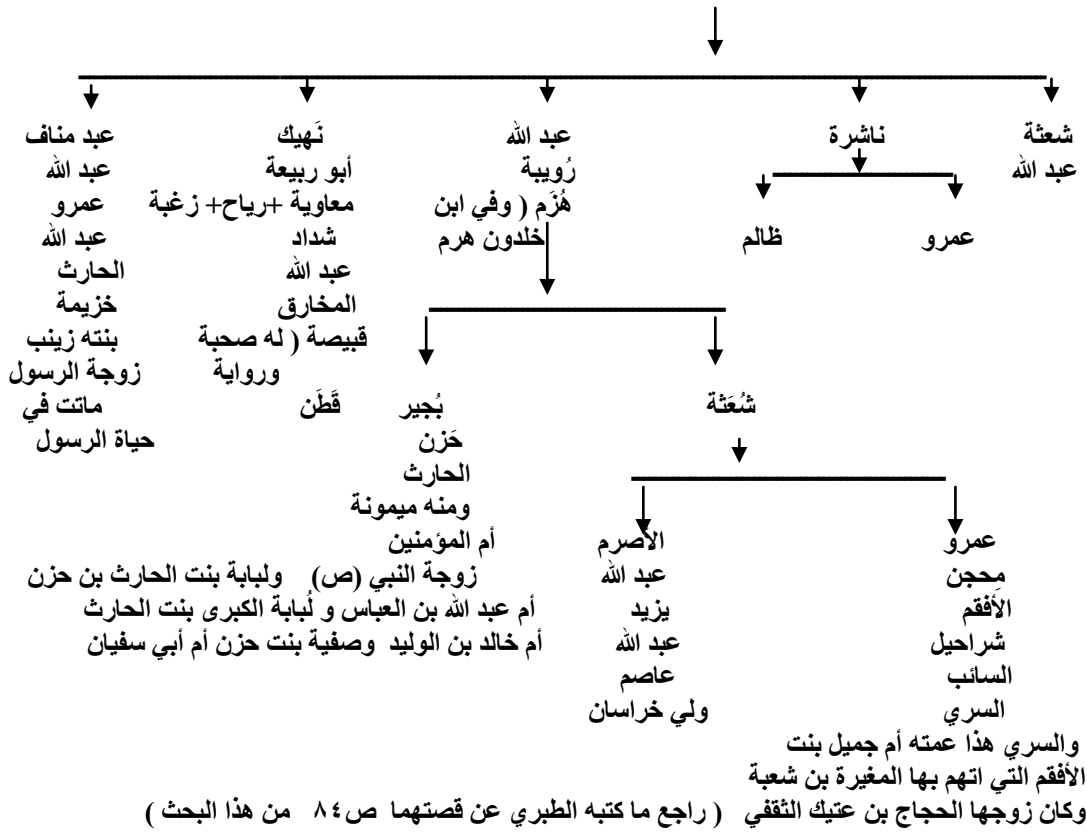 شعثة ناشرة عبد الله نَهيك عبد مناف
عبد الله رُويبة أبو ربيعة عبد الله
هُزَم ( وفي ابن معاوية +رياح+ زغبة عمرو
عمرو ظالم خلدون هرم شداد عبد الله
عبد الله الحارث
المخارق خزيمة
قبيصة ( له صحبة بنته زينب
ورواية زوجة الرسول
شُعَثة بُجير قَطَن ماتت في
حَزن حياة الرسول
الحارث
ومنه ميمونة
عمرو الأصرم أم المؤمنين
مِحجن عبد الله زوجة النبي (ص) ولبابة بنت الحارث بن حزن
الأفقم يزيد أم عبد الله بن العباس و لُبابة الكبرى بنت الحارث
شراحيل عبد الله أم خالد بن الوليد وصفية بنت حزن أم أبي سفيان
السائب عاصم
السري ولي خراسان
والسري هذا عمته أم جميل بنت
الأفقم التي اتهم بها المغيرة بن شعبة
وكان زوجها الحجاج بن عتيك الثقفي ( راجع ما كتبه الطبري عن قصتهما ص٨٤ من هذا البحث )